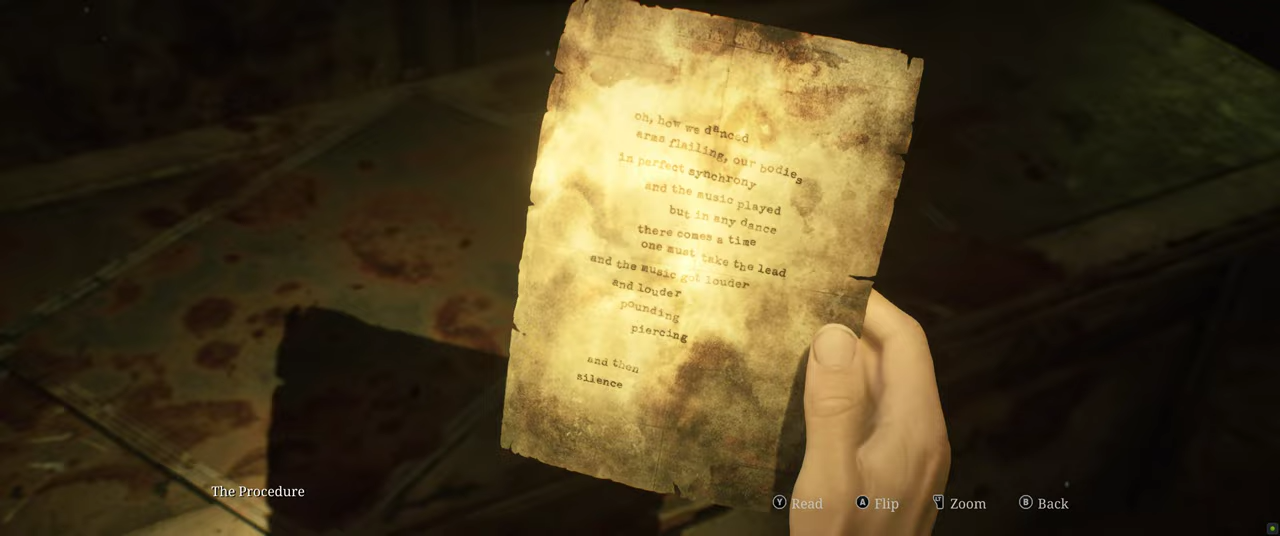 oh, how we danced
arms flailing, our bodies
in perfect synchrony
and the music played
but in any dance
there comes a time
one must take the lead
and the music got louder
and louder
pounding
piercing
and then
silence
The Procedure
Y Read
A Flip
LT Zoom
B Back